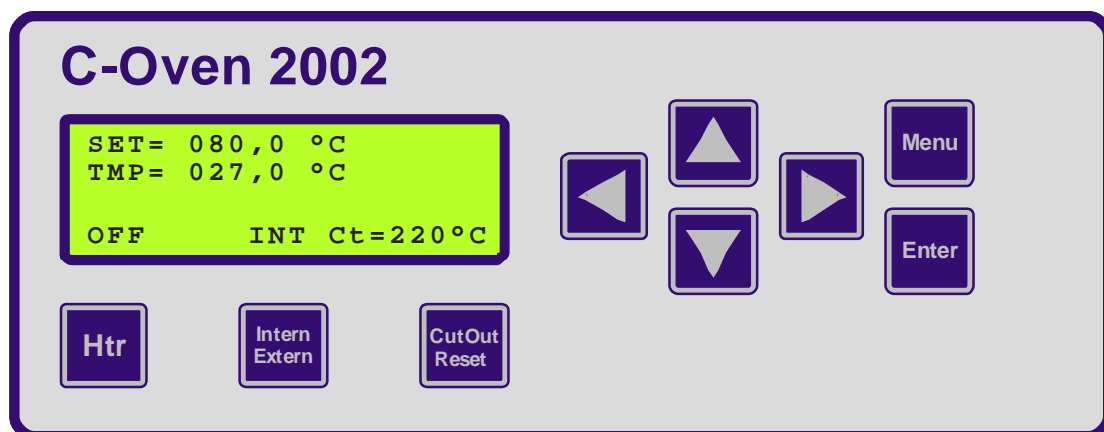 C-Oven 2002
SET= 080,0 °C
TMP= 027,0 °C
OFF INT Ct=220°C
Menu
Enter
Htr
Intern
Extern
CutOut
Reset